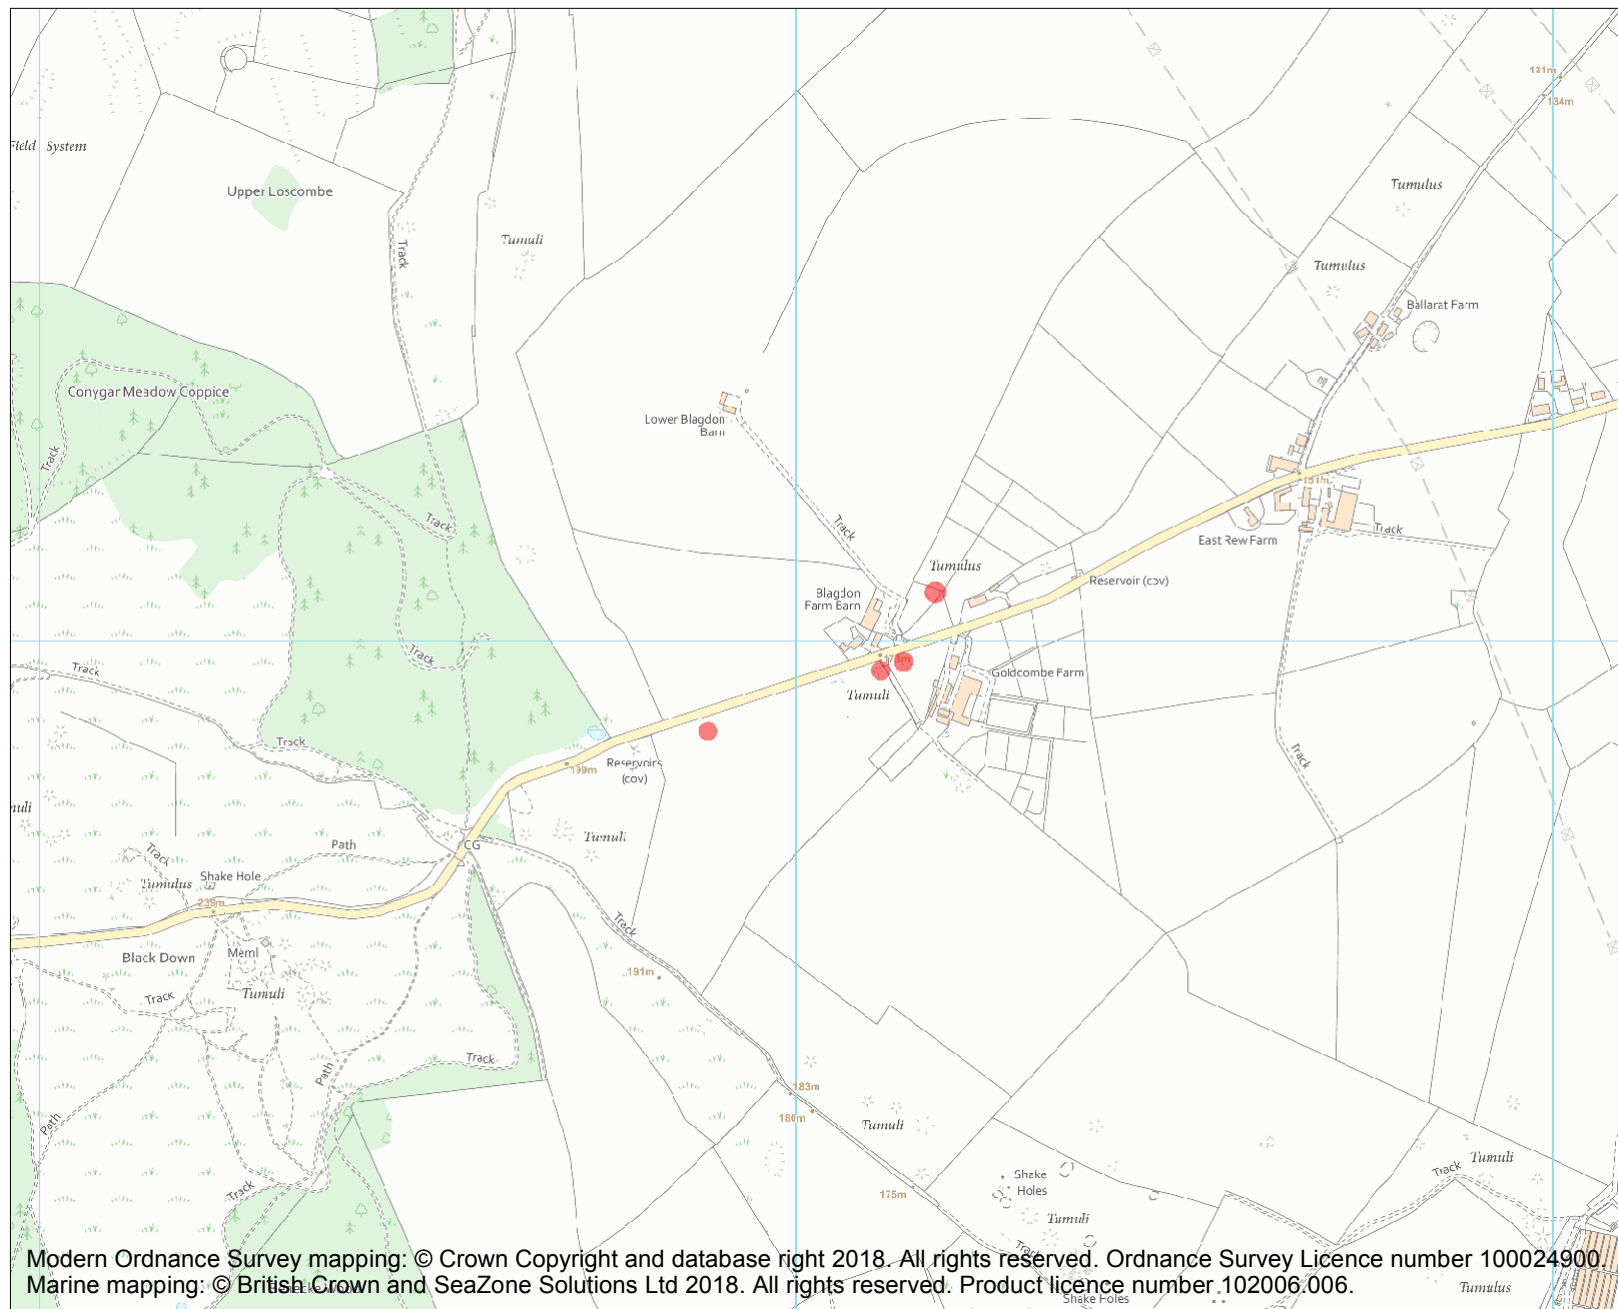 131m
134m
Field System
Upper Loscombe
Tumulus
Track
Tumuli
Tumulus
Ballarat Farm
Conygar Meadow Coppice
Lower Blagdon
Barn
Track
151m
Track
Track
Track
East Rew Farm
Tumulus
Reservoir (cov)
Blagdon
Farm Barn
Track
173m
Goldcombe Farm
Track
Tumuli
Track
Track
Reservoirs
(cov)
199m
Tumuli
Path
CG
Track
Shake Hole
Tumulus
239m
Track
Meml
Black Down
191m
Track
Tumuli
Track
Path
183m
180m
Path
Tumuli
Tumuli
Track
Shake
Holes
Track
175m
Tumuli
Track
Modern Ordnance Survey mapping: © Crown Copyright and database right 2018. All rights reserved. Ordnance Survey Licence number 100024900.
Marine mapping: © British Crown and SeaZone Solutions Ltd 2018. All rights reserved. Product licence number 102006.006.
Tumulus
Shake Holes